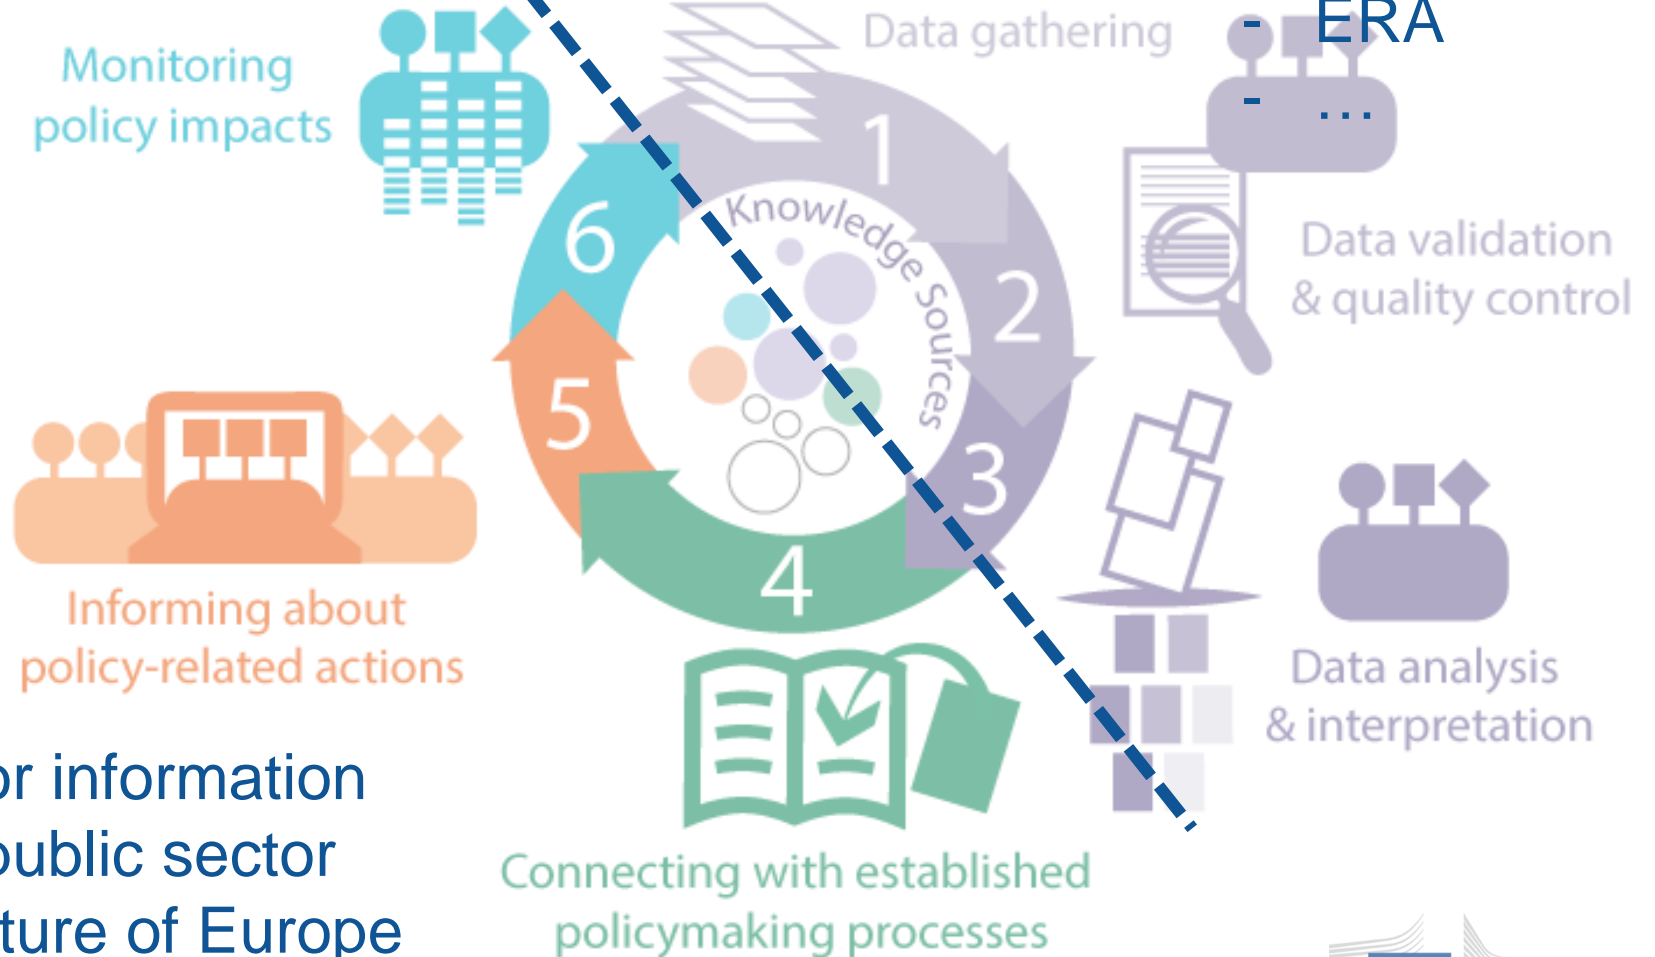 - ERA
- ...
Data gathering
Monitoring
policy impacts
1
Knowledge Sources
2
6
Data validation
& quality control
5
3
4
Informing about
policy-related actions
Data analysis
& interpretation
or information
public sector
ture of Europe
Connecting with established
policymaking processes